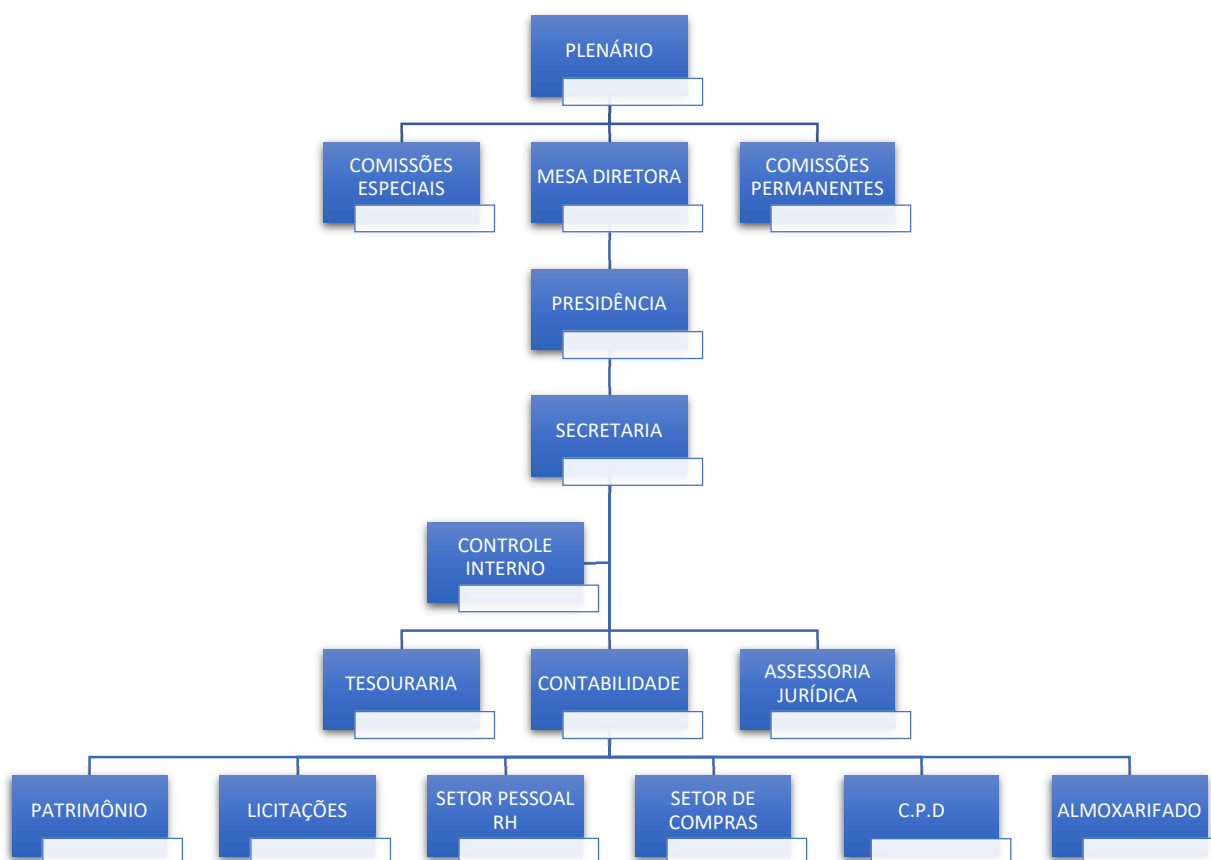 PLENÁRIO
COMISSÕES
ESPECIAIS
MESA DIRETORA
COMISSÕES
PERMANENTES
PRESIDÊNCIA
SECRETARIA
CONTROLE
INTERNO
TESOURARIA
CONTABILIDADE
ASSESSORIA
JURÍDICA
PATRIMÔNIO
LICITAÇÕES
SETOR PESSOAL
RH
SETOR DE
COMPRAS
C.P.D
ALMOXARIFADO